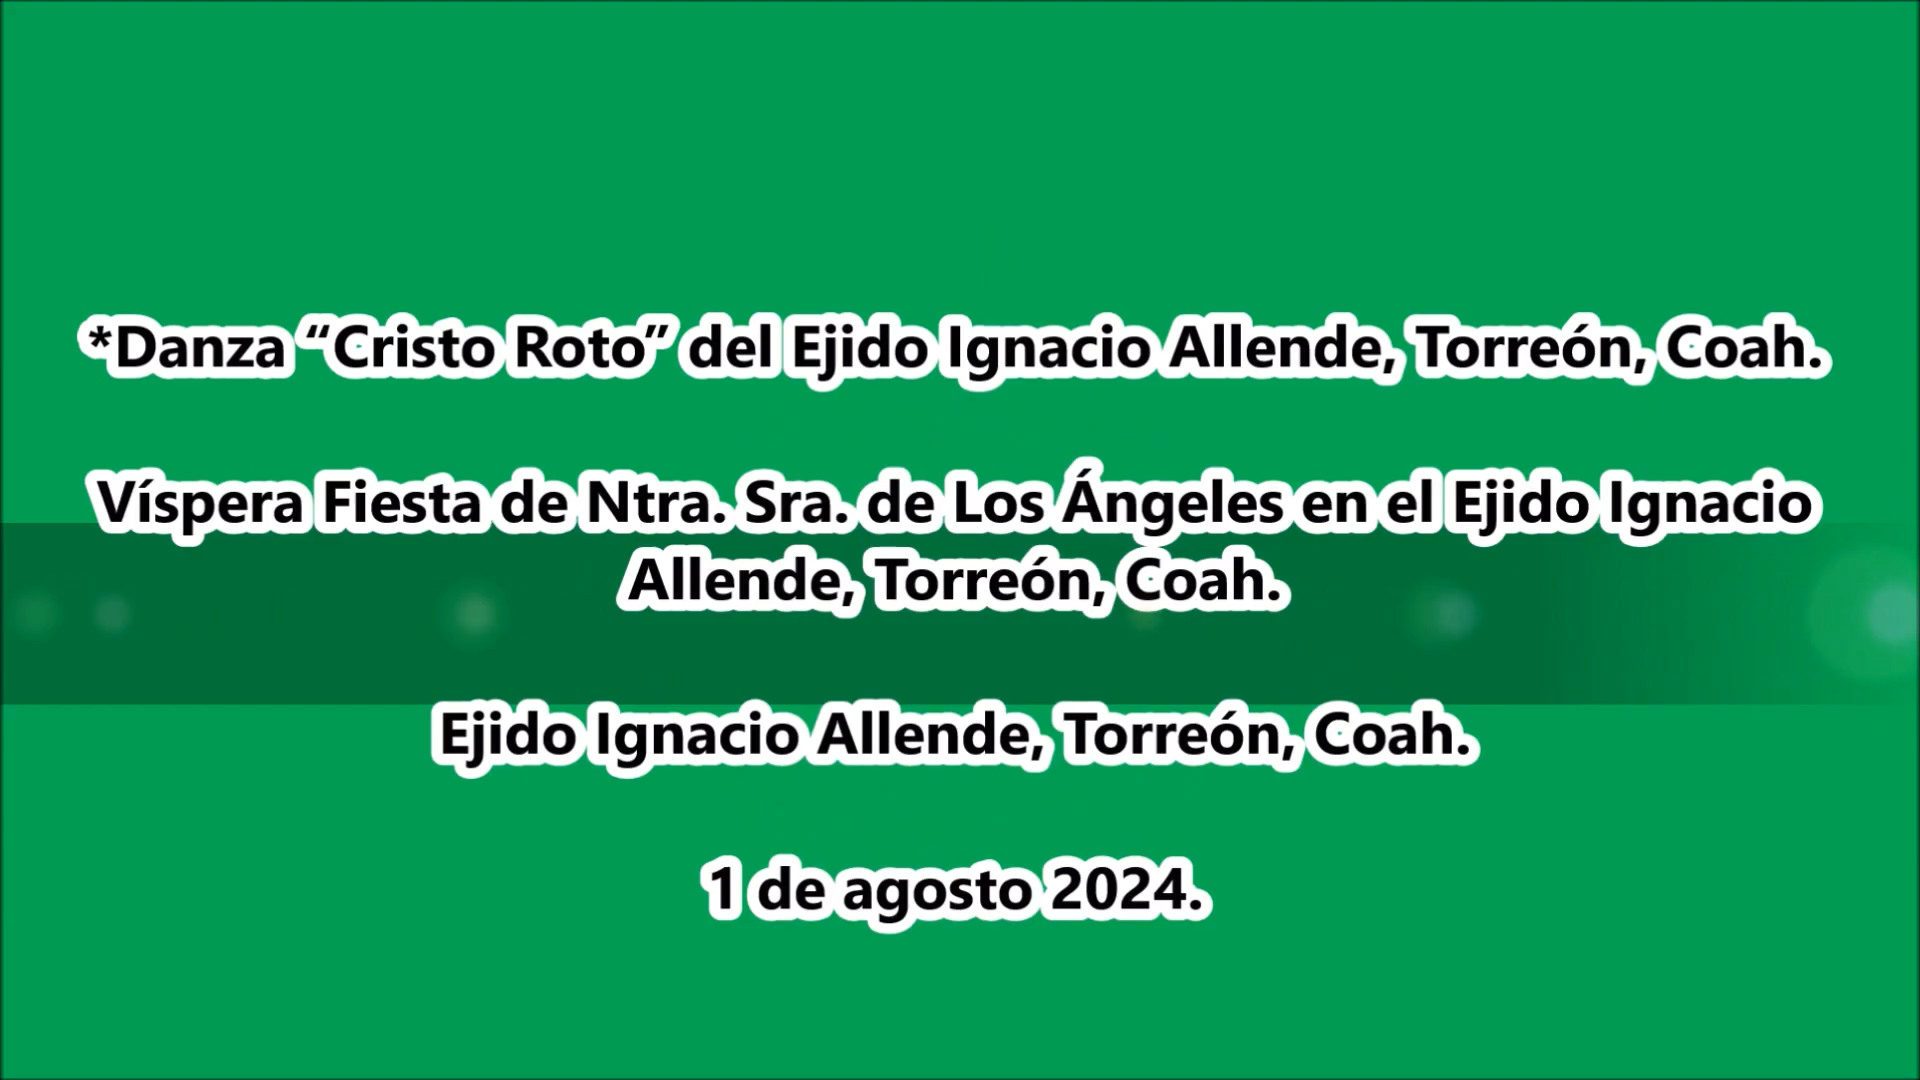 *Danza “Cristo Roto” del Ejido Ignacio Allende, Torreón, Coah.
Víspera Fiesta de Ntra. Sra. de Los Ángeles en el Ejido Ignacio
Allende, Torreón, Coah.
Ejido Ignacio Allende, Torreón, Coah.
1 de agosto 2024.